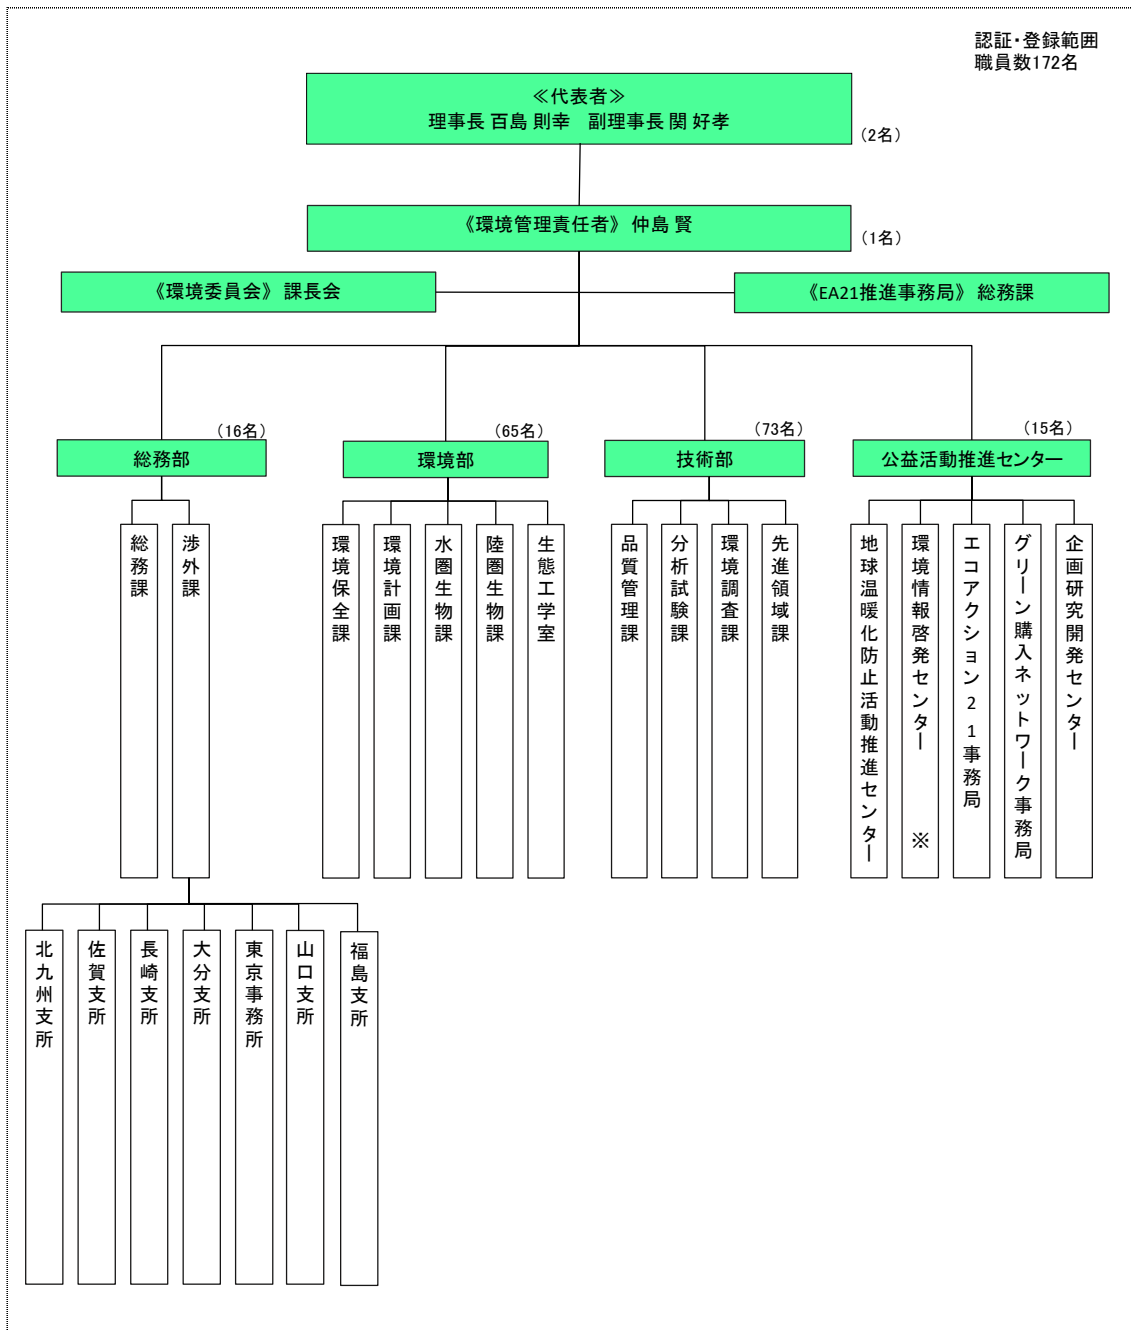 認証・登録範囲
職員数172名
≪代表者≫
理事長 百島 則幸　副理事長 関 好孝
（2名）
《環境管理責任者》 仲島 賢
（1名）
《環境委員会》 課長会
《EA21推進事務局》 総務課
（16名）
（65名）
（73名）
（15名）
総務部
環境部
技術部
公益活動推進センター
総務課
渉外課
環境保全課
環境計画課
水圏生物課
陸圏生物課
生態工学室
品質管理課
分析試験課
環境調査課
先進領域課
地球温暖化防止活動推進センター
環境情報啓発センター　※
エコアクション21事務局
グリーン購入ネットワーク事務局
企画研究開発センター
北九州支所
佐賀支所
長崎支所
大分支所
東京事務所
山口支所
福島支所